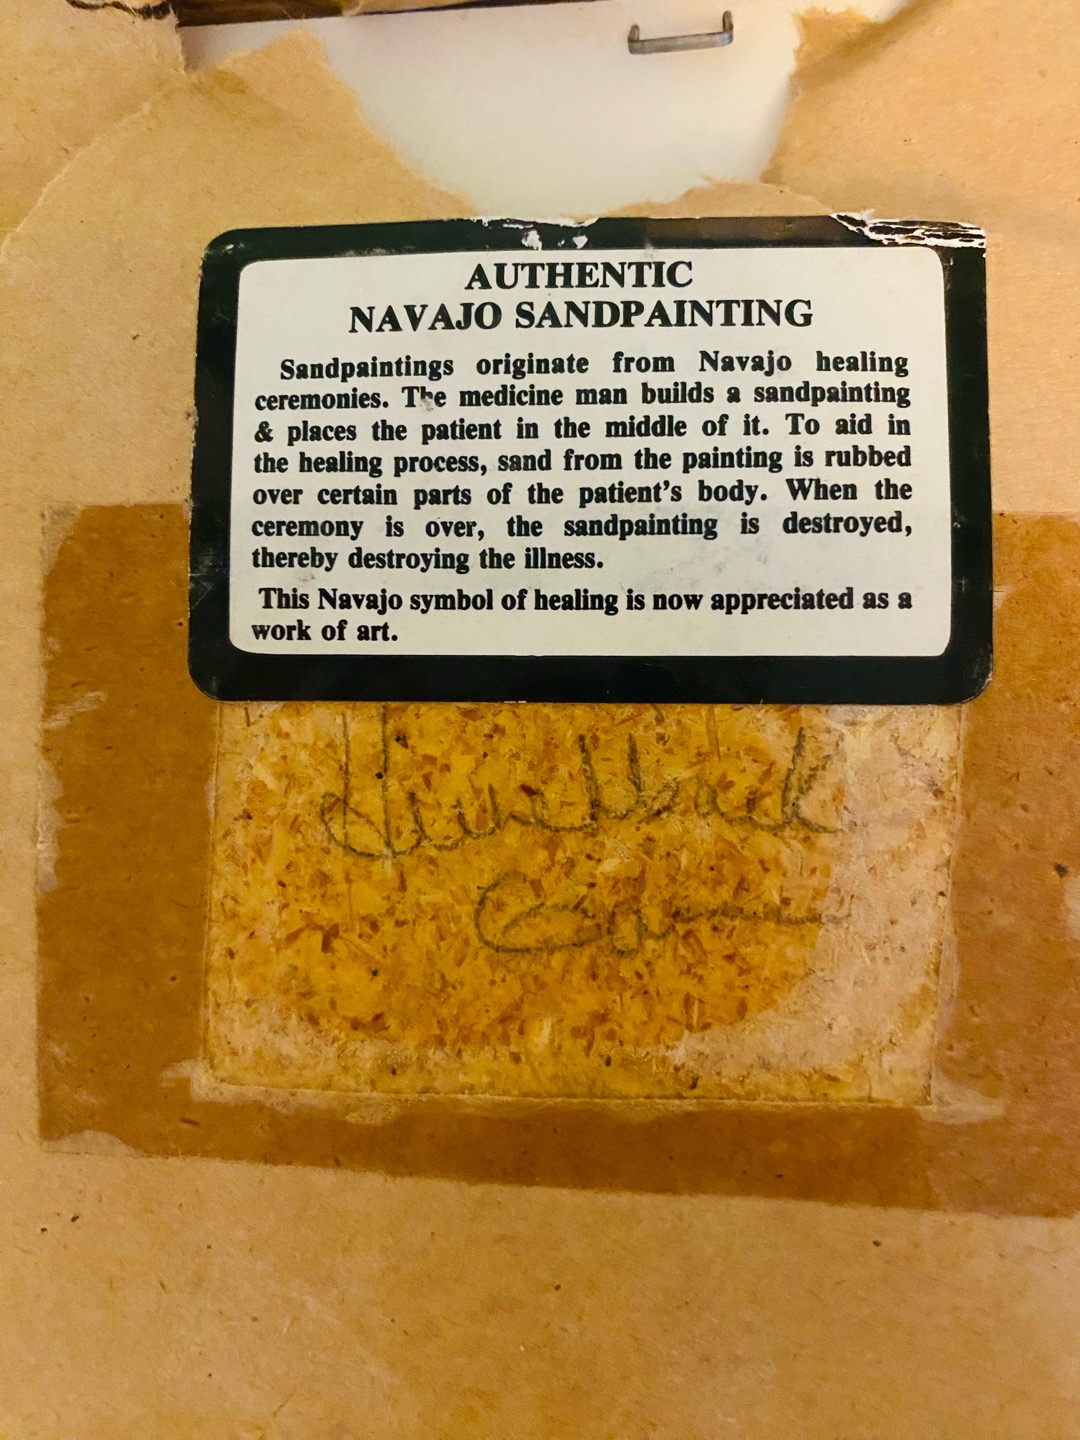 AUTHENTIC
NAVAJO SANDPAINTING
Sandpaintings originate from Navajo healing
ceremonies. The medicine man builds a sandpainting
& places the patient in the middle of it. To aid in
the healing process, sand from the painting is rubbed
over certain parts of the patient's body. When the
ceremony is over, the sandpainting is destroyed,
thereby destroying the illness.
This Navajo symbol of healing is now appreciated as a
work of art.